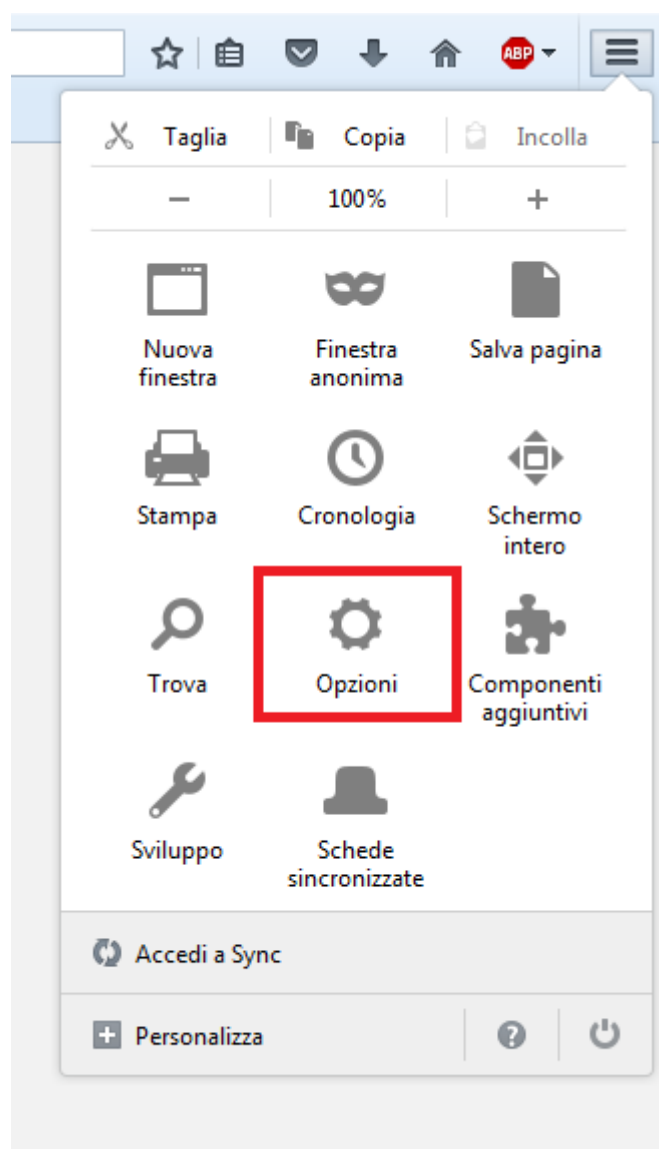 ABP
Taglia Copia Incolla
− 100% +
Nuova finestra
Finestra anonima
Salva pagina
Stampa
Cronologia
Schermo intero
Trova
Opzioni
Componenti aggiuntivi
Sviluppo
Schede sincronizzate
Accedi a Sync
Personalizza